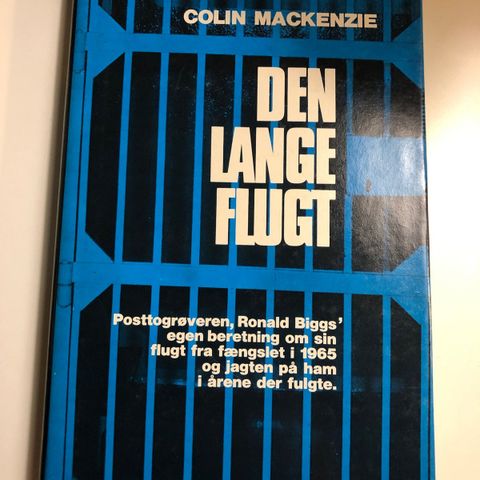 COLIN MACKENZIE
DEN
LANGE
FLUGT
Posttogrøveren, Ronald Biggs'
egen beretning om sin
flugt fra fængslet i 1965
og jagten på ham
i årene der fulgte.